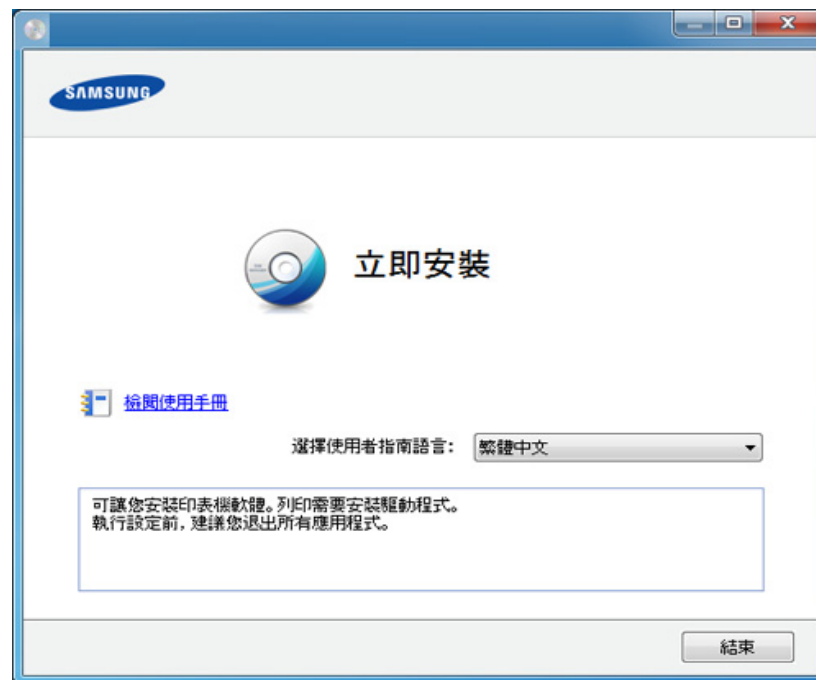 SAMSUNG
立即安裝
檢閱使用手冊
選擇使用者指南語言: 繁體中文
可讓您安裝印表機軟體。列印需要安裝驅動程式。
執行設定前, 建議您退出所有應用程式。
結束